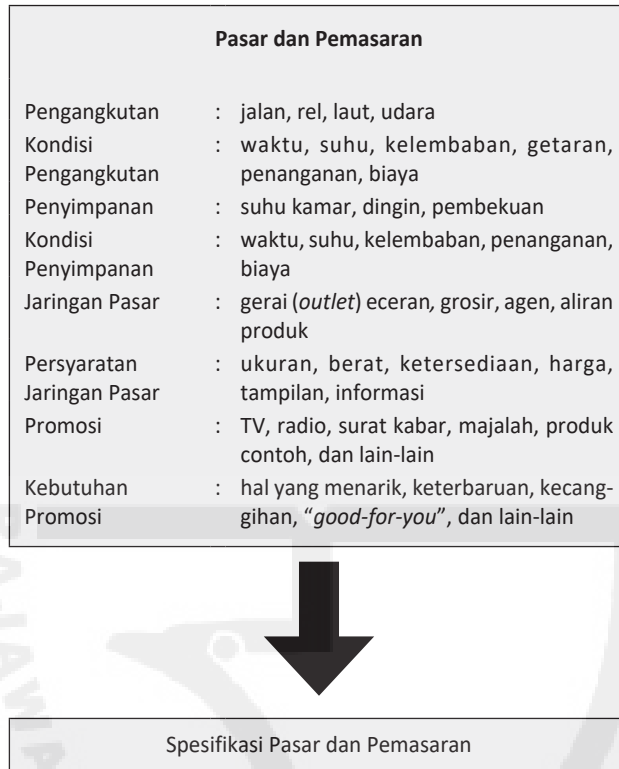 Pasar dan Pemasaran
Pengangkutan : jalan, rel, laut, udara
Kondisi : waktu, suhu, kelembaban, getaran,
Pengangkutan penanganan, biaya
Penyimpanan : suhu kamar, dingin, pembekuan
Kondisi : waktu, suhu, kelembaban, penanganan,
Penyimpanan biaya
Jaringan Pasar : gerai (outlet) eceran, grosir, agen, aliran
produk
Persyaratan : ukuran, berat, ketersediaan, harga,
Jaringan Pasar tampilan, informasi
Promosi : TV, radio, surat kabar, majalah, produk
contoh, dan lain-lain
Kebutuhan : hal yang menarik, keterbaruan, kecang-
Promosi gihan, “good-for-you”, dan lain-lain
Spesifikasi Pasar dan Pemasaran